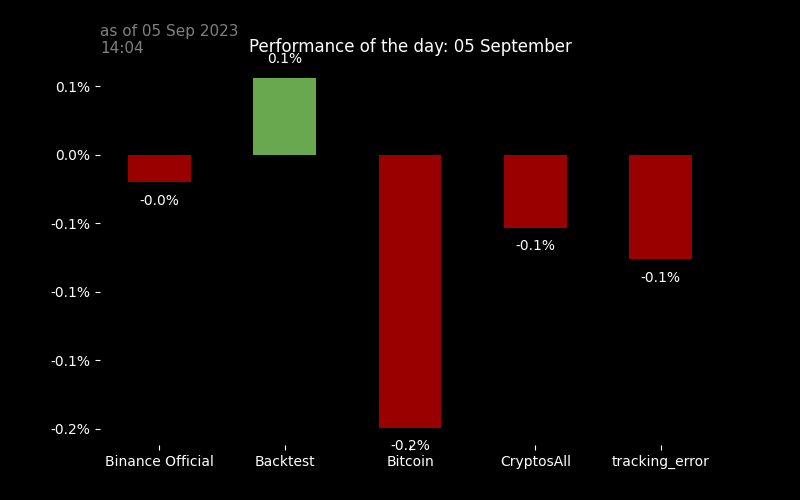 as of 05 Sep 2023
14:04
Performance of the day: 05 September
0.1%
0.1%
0.0%
-0.0%
-0.1%
-0.1%
-0.1%
-0.1%
-0.1%
-0.2%
-0.2%
Binance Official
Backtest
Bitcoin
CryptosAll
tracking_error